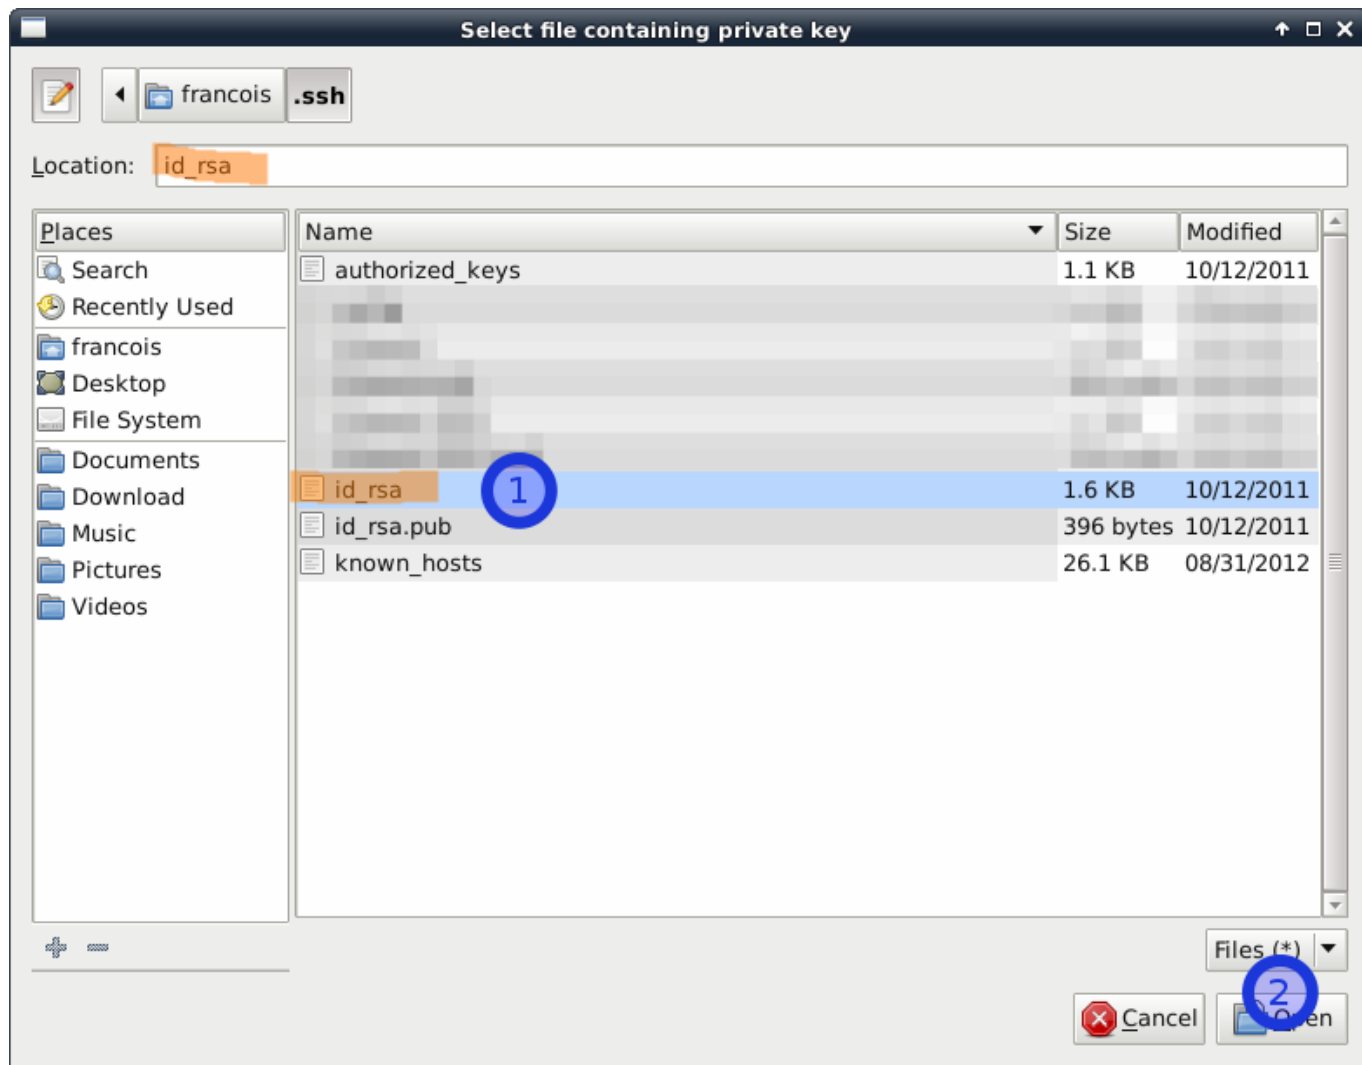 Select file containing private key
francois .ssh
Location: id_rsa
Places
Search
Recently Used
francois
Desktop
File System
Documents
Download
Music
Pictures
Videos
Name Size Modified
authorized_keys 1.1 KB 10/12/2011
id_rsa 1 1.6 KB 10/12/2011
id_rsa.pub 396 bytes 10/12/2011
known_hosts 26.1 KB 08/31/2012
Files (*)
2
Cancel Open